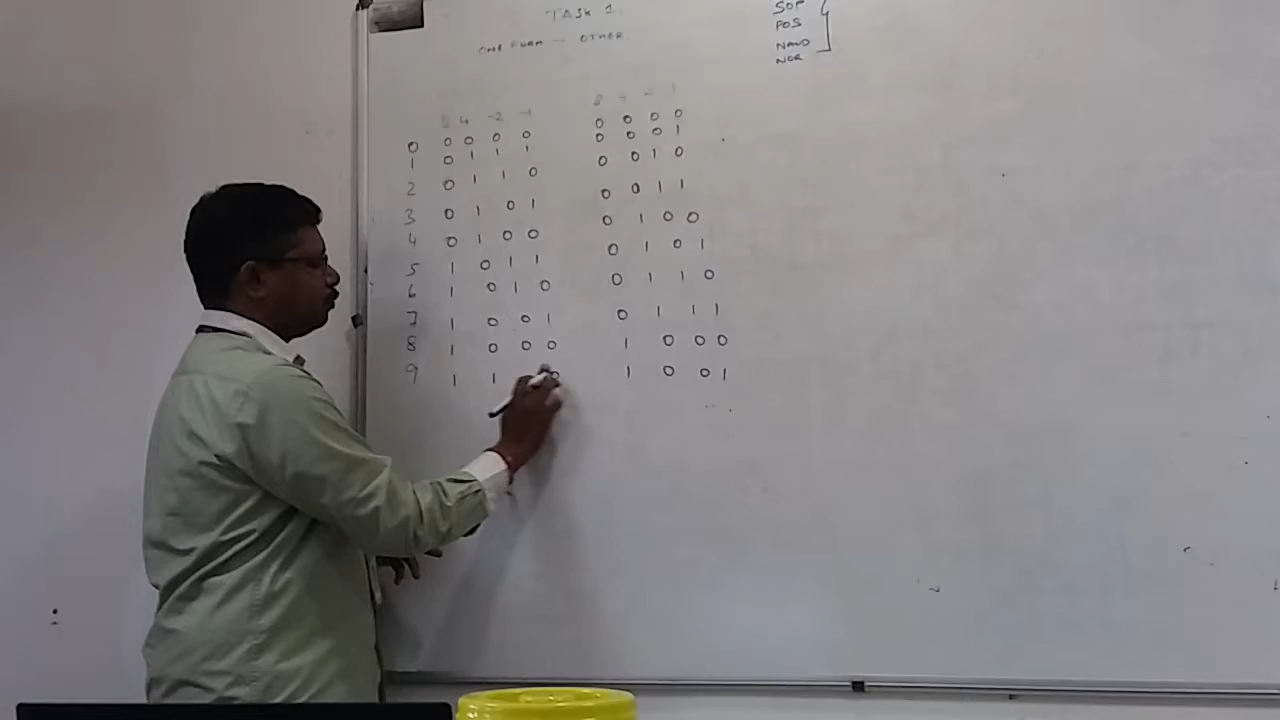 TASK 1.
ONE FORM — OTHER.
SOP
POS
NAND
NOR
8 4 -2 -1 8 4 2 1
0 0 0 0 0 0 0 0 0
1 0 1 1 1 0 0 0 1
2 0 1 1 0 0 0 1 0
3 0 1 0 1 0 0 1 1
4 0 1 0 0 0 1 0 0
5 1 0 1 1 0 1 0 1
6 1 0 1 0 0 1 1 0
7 1 0 0 1 0 1 1 1
8 1 0 0 0 1 0 0 0
9 1 1 0 1 0 0 1